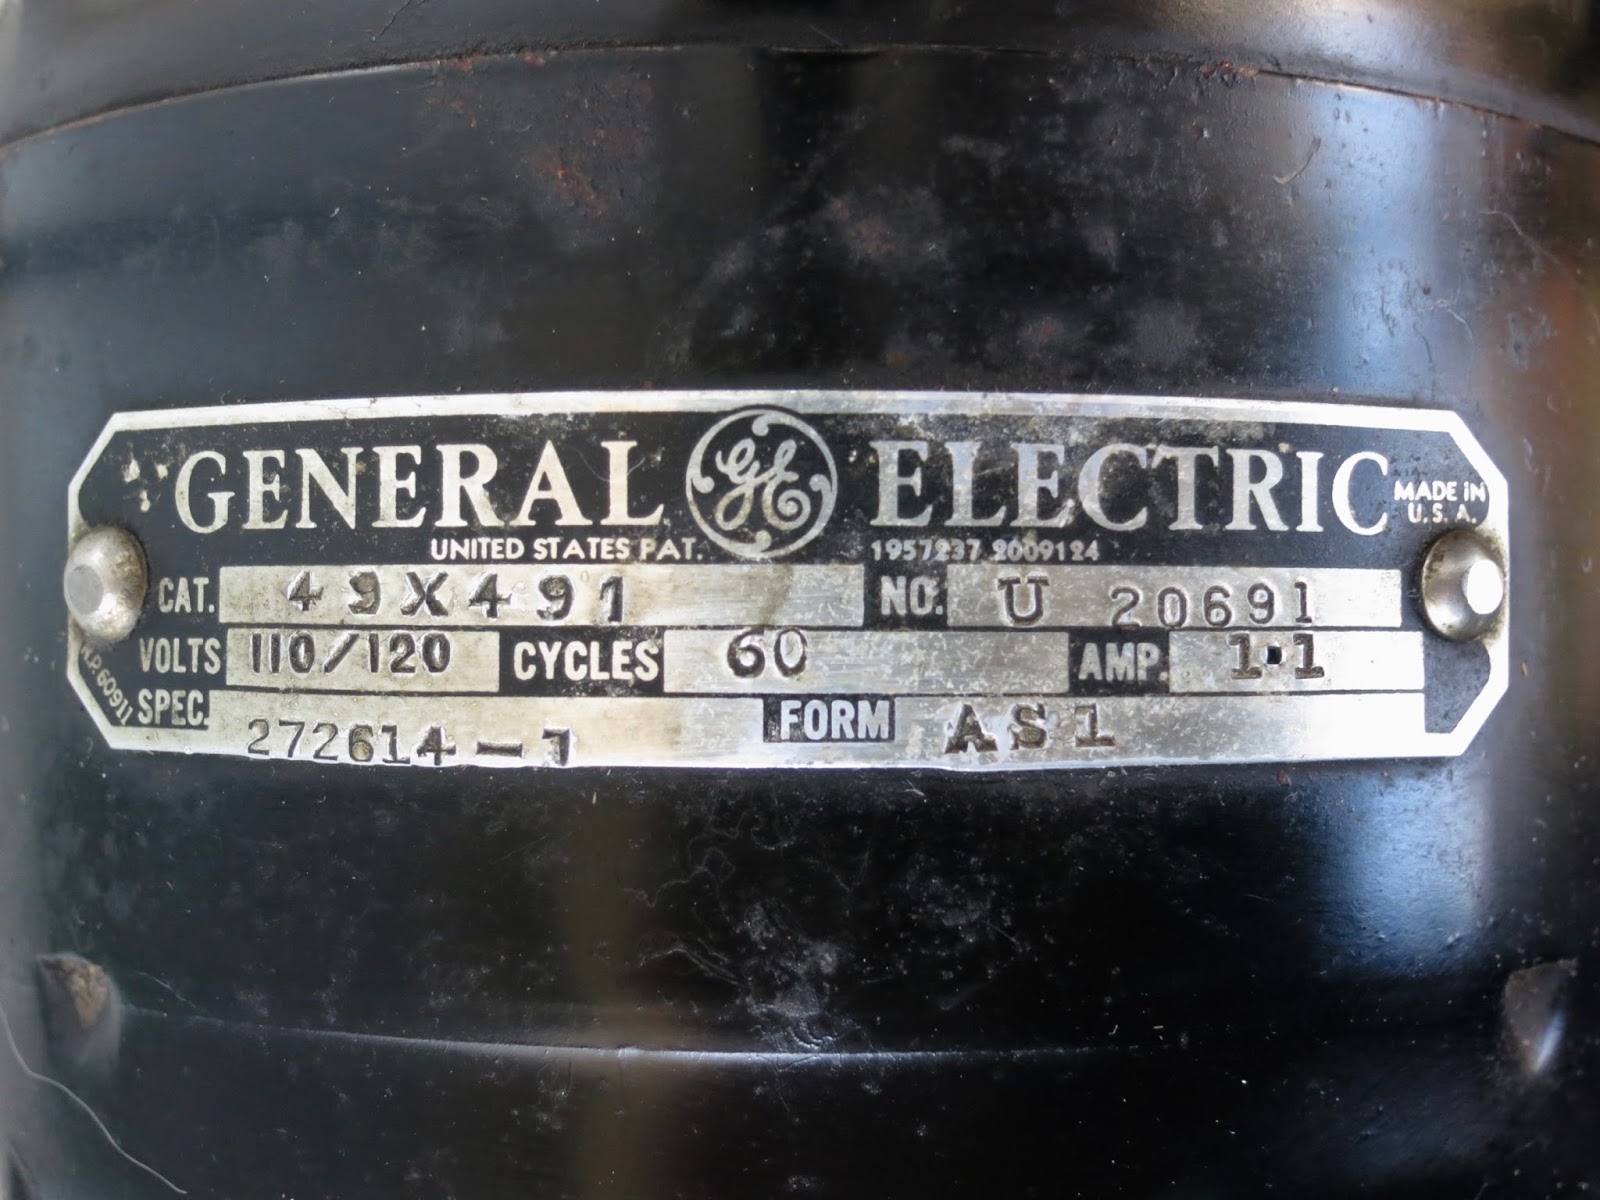 GENERAL GE ELECTRIC MADE IN U.S.A.
UNITED STATES PAT. 1957237 2009124
CAT. 49X491 NO. U 20691
VOLTS 110/120 CYCLES 60 AMP. 1.1
N.P. 60911 SPEC. 272614-1 FORM AS1